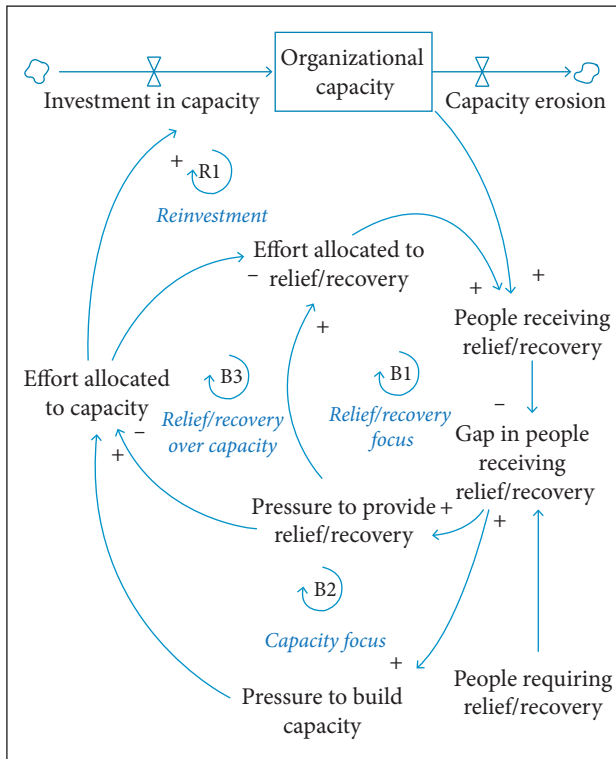 Organizational
capacity
Investment in capacity
Capacity erosion
+
R1
Reinvestment
Effort allocated to
relief/recovery
–
+
+
+
People receiving
relief/recovery
Effort allocated
to capacity
B3
Relief/recovery
over capacity
B1
Relief/recovery
focus
–
–
+
Gap in people
receiving
relief/recovery
Pressure to provide
relief/recovery
+
+
B2
Capacity focus
+
Pressure to build
capacity
People requiring
relief/recovery